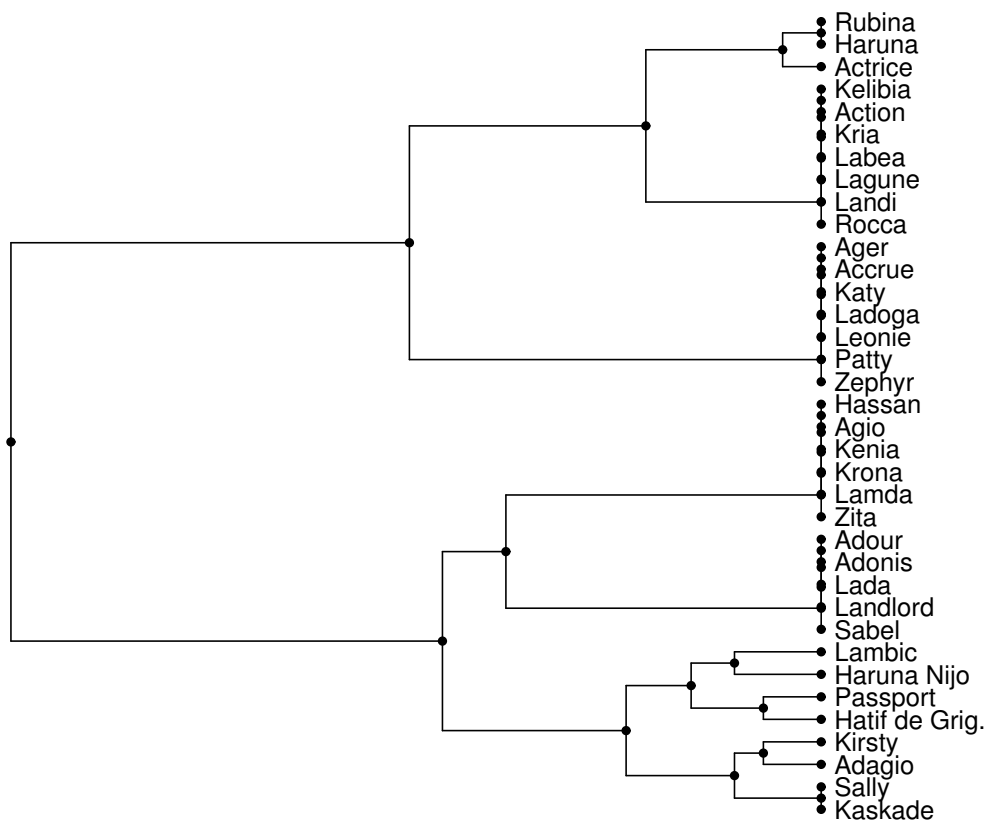 Rubina
Haruna
Actrice
Kelibia
Action
Kria
Labea
Lagune
Landi
Rocca
Ager
Accrue
Katy
Ladoga
Leonie
Patty
Zephyr
Hassan
Agio
Kenia
Krona
Lamda
Zita
Adour
Adonis
Lada
Landlord
Sabel
Lambic
Haruna Nijo
Passport
Hatif de Grig.
Kirsty
Adagio
Sally
Kaskade